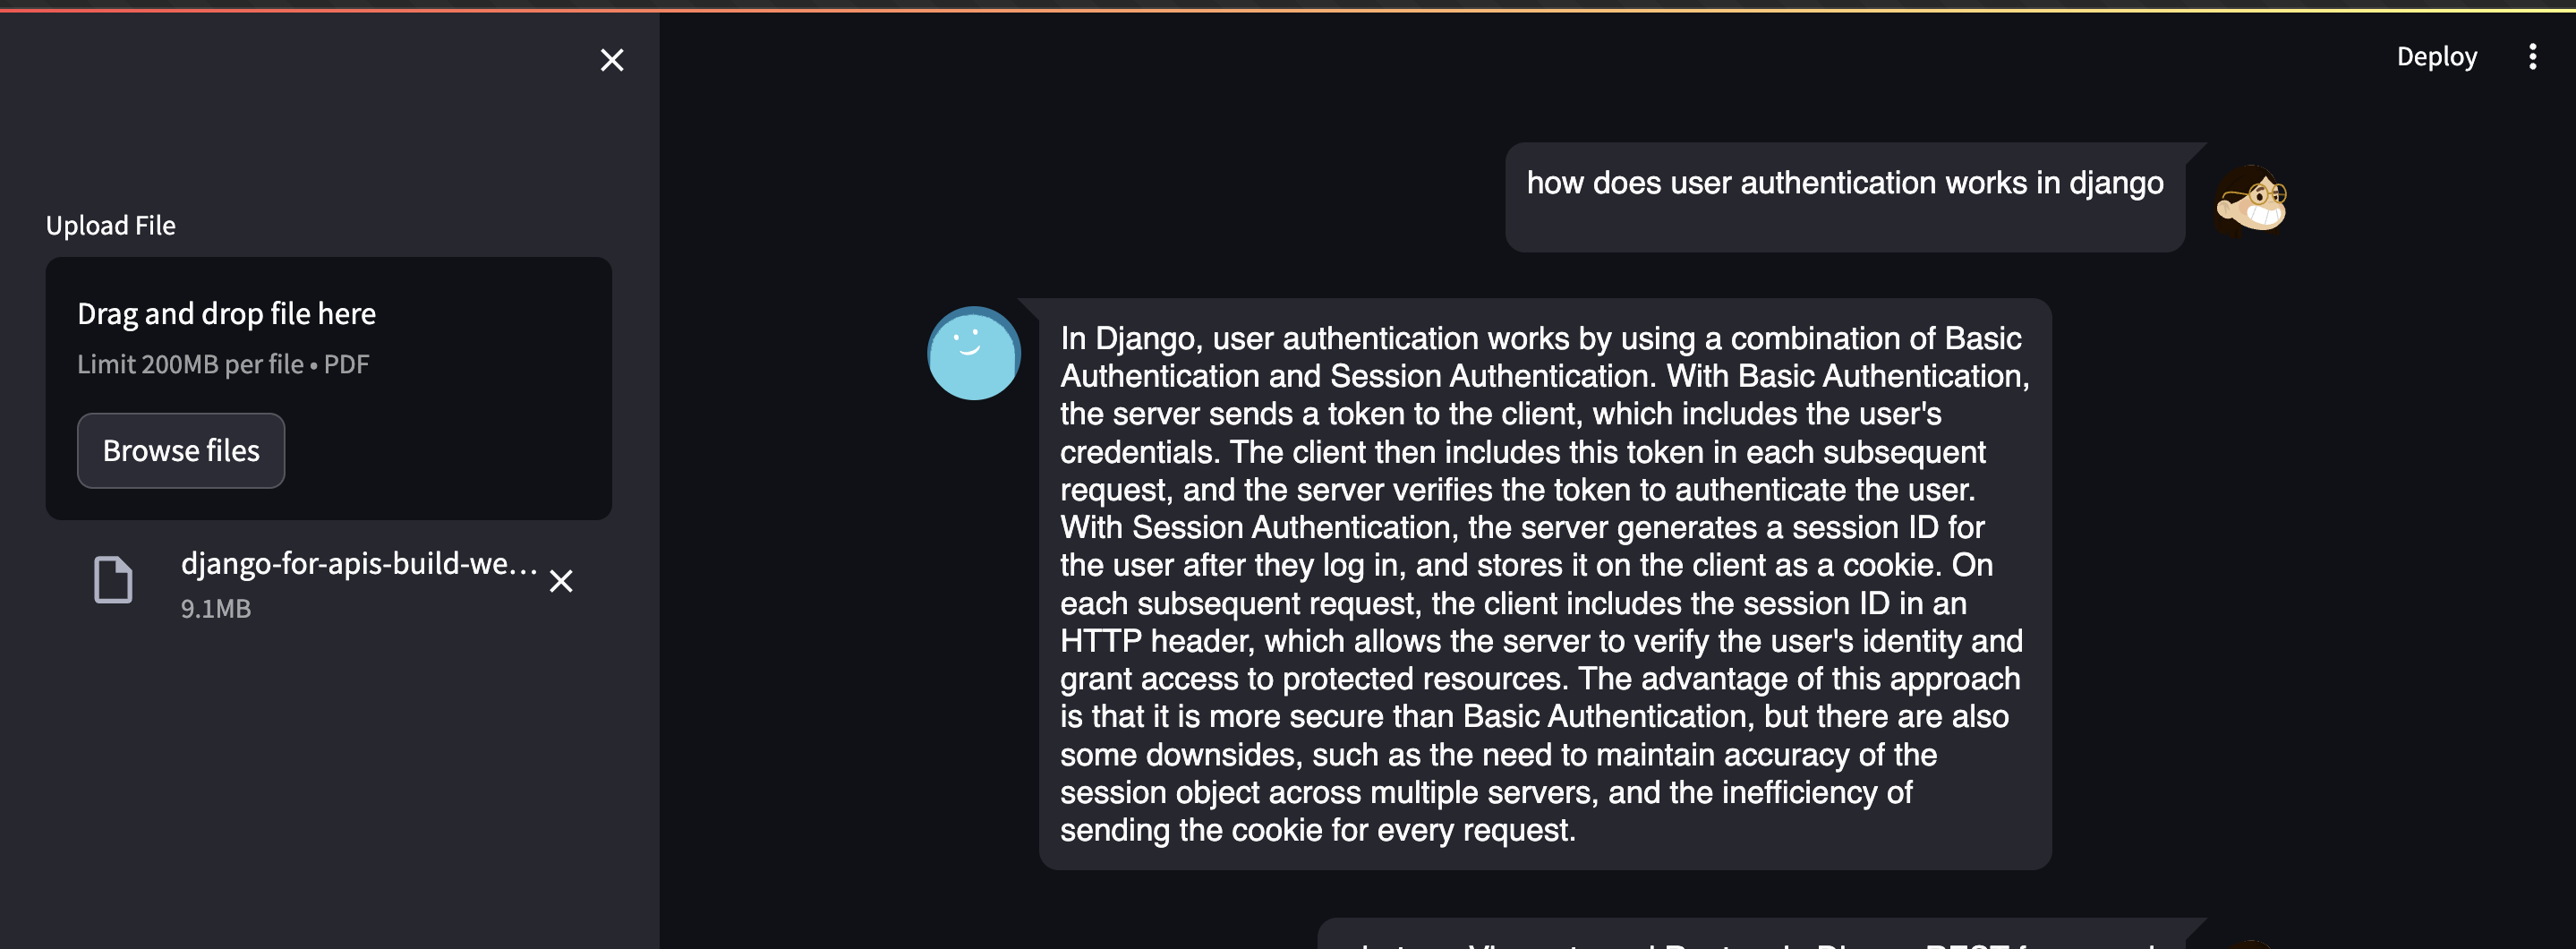 Deploy
Upload File
Drag and drop file here
Limit 200MB per file • PDF
Browse files
django-for-apis-build-we...
9.1MB
how does user authentication works in django
In Django, user authentication works by using a combination of Basic
Authentication and Session Authentication. With Basic Authentication,
the server sends a token to the client, which includes the user's
credentials. The client then includes this token in each subsequent
request, and the server verifies the token to authenticate the user.
With Session Authentication, the server generates a session ID for
the user after they log in, and stores it on the client as a cookie. On
each subsequent request, the client includes the session ID in an
HTTP header, which allows the server to verify the user's identity and
grant access to protected resources. The advantage of this approach
is that it is more secure than Basic Authentication, but there are also
some downsides, such as the need to maintain accuracy of the
session object across multiple servers, and the inefficiency of
sending the cookie for every request.